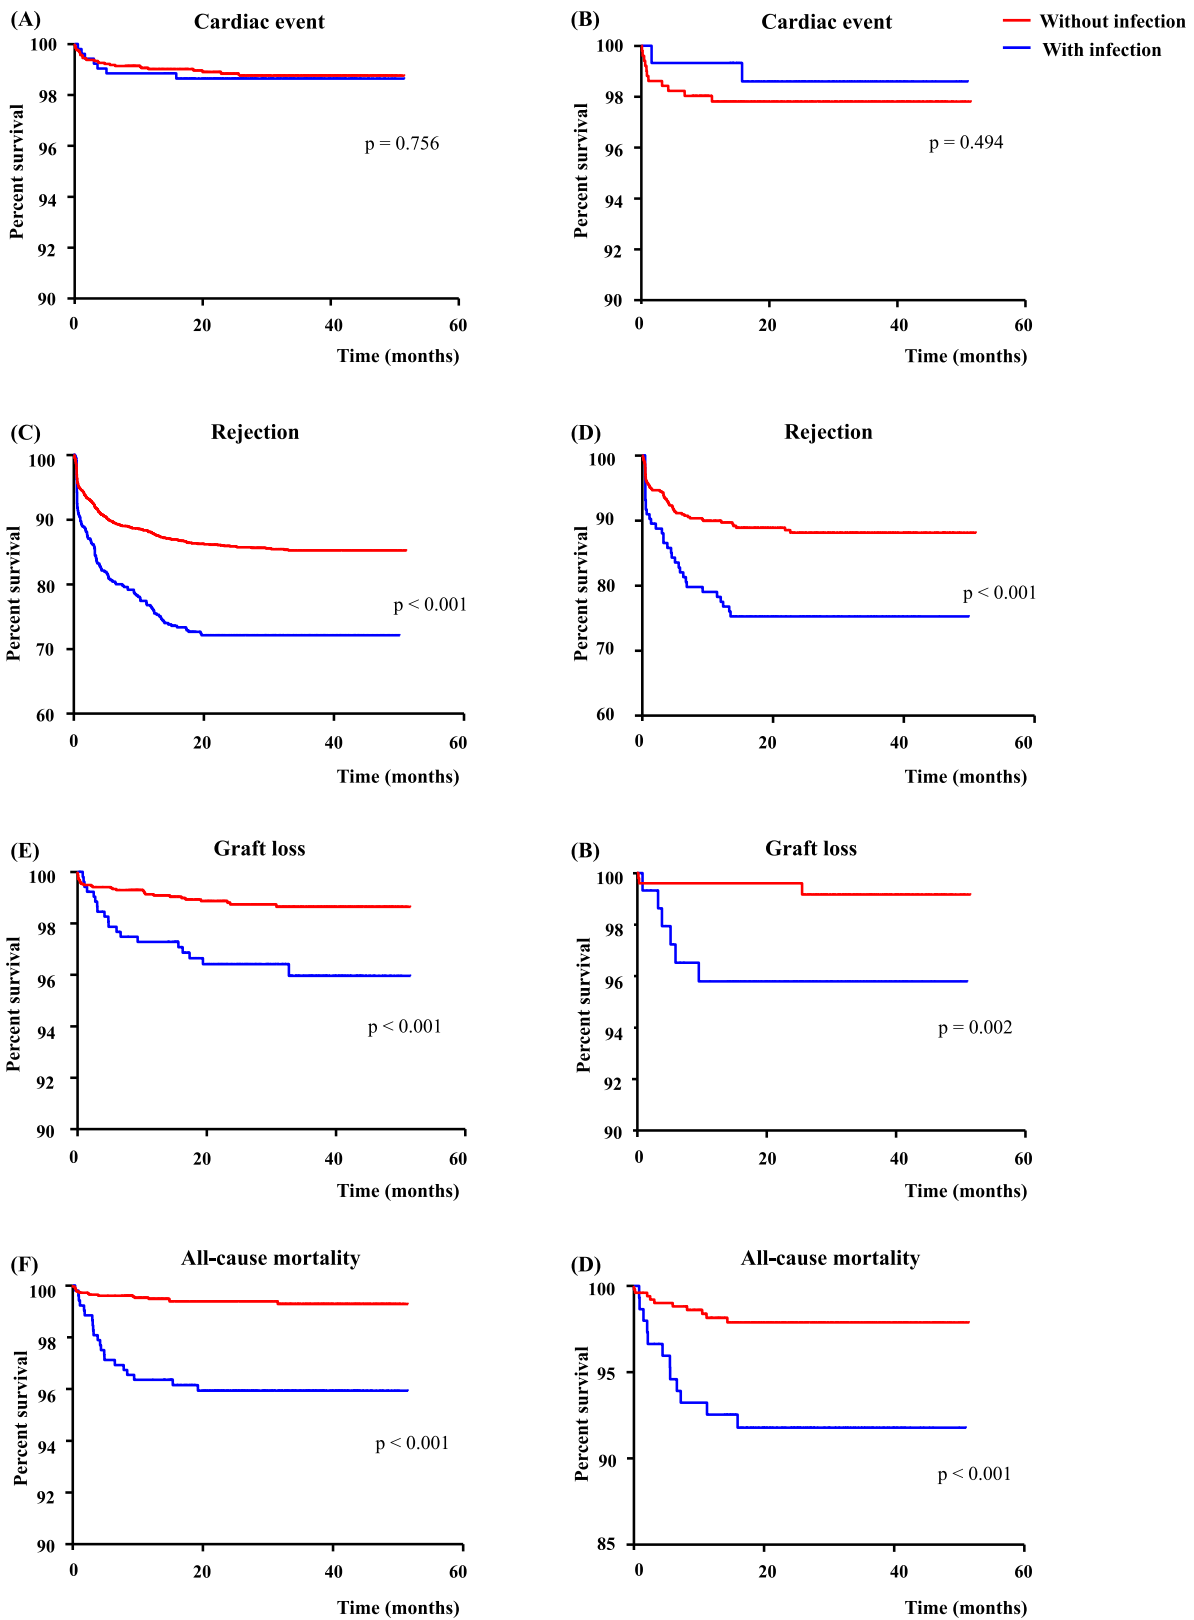 (A) Cardiac event
100
98
96
94
92
90
Percent survival
p = 0.756
0 20 40 60
Time (months)
(B) Cardiac event
Without infection
With infection
100
98
96
94
92
90
Percent survival
p = 0.494
0 20 40 60
Time (months)
(C) Rejection
100
90
80
70
60
Percent survival
p < 0.001
0 20 40 60
Time (months)
(D) Rejection
100
90
80
70
60
Percent survival
p < 0.001
0 20 40 60
Time (months)
(E) Graft loss
100
98
96
94
92
90
Percent survival
p < 0.001
0 20 40 60
Time (months)
(B) Graft loss
100
98
96
94
92
90
Percent survival
p = 0.002
0 20 40 60
Time (months)
(F) All-cause mortality
100
98
96
94
92
90
Percent survival
p < 0.001
0 20 40 60
Time (months)
(D) All-cause mortality
100
95
90
85
Percent survival
p < 0.001
0 20 40 60
Time (months)